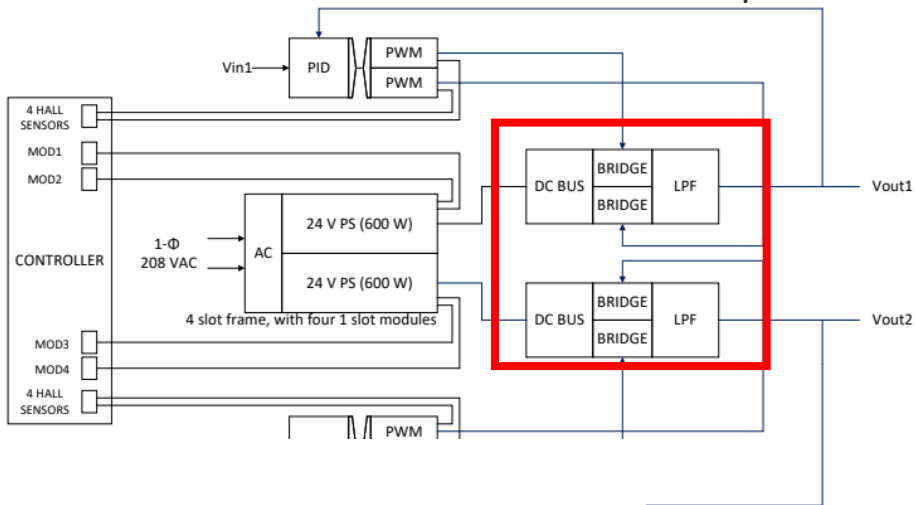 PWM
Vin1
PID
PWM
4 HALL
SENSORS
MOD1
MOD2
BRIDGE
DC BUS
LPF
Vout1
BRIDGE
24 V PS (600 W)
1-Φ
208 VAC
AC
CONTROLLER
24 V PS (600 W)
BRIDGE
DC BUS
LPF
Vout2
BRIDGE
4 slot frame, with four 1 slot modules
MOD3
MOD4
4 HALL
SENSORS
PWM